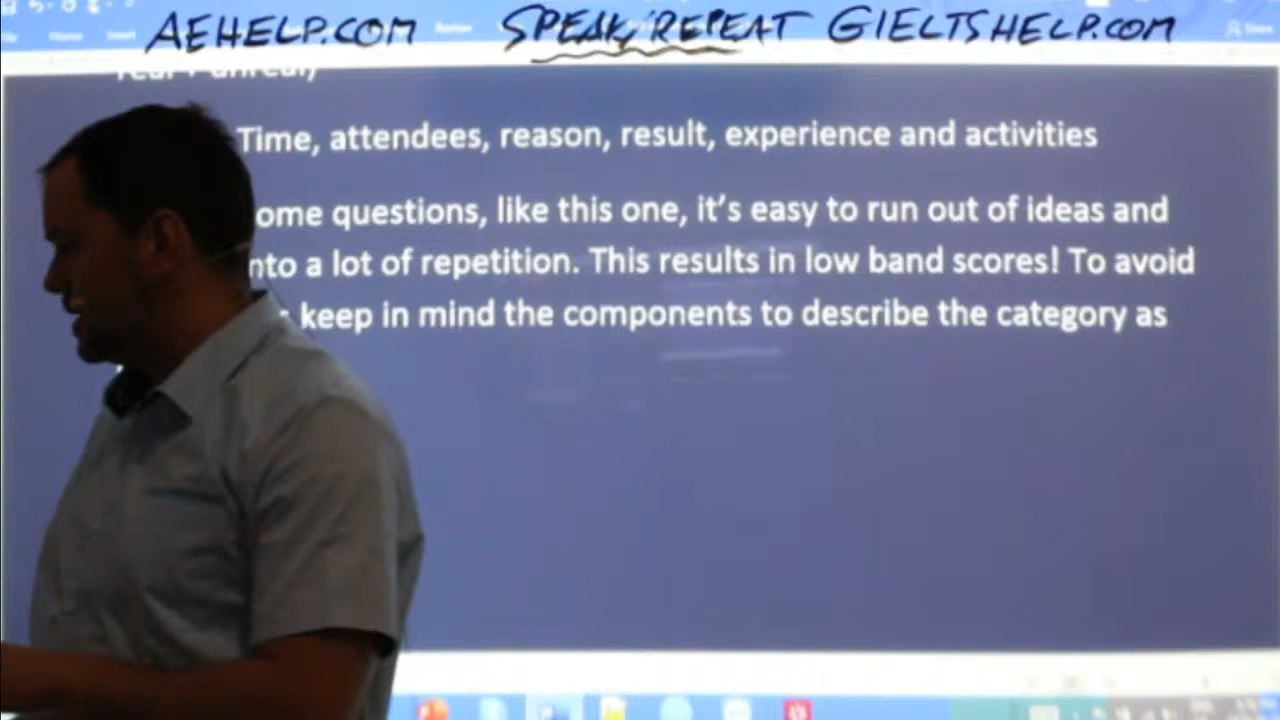 AEHELP.COM SPEAK/REPEAT GIELTSHELP.COM
Time, attendees, reason, result, experience and activities
ome questions, like this one, it's easy to run out of ideas and
nto a lot of repetition. This results in low band scores! To avoid
keep in mind the components to describe the category as